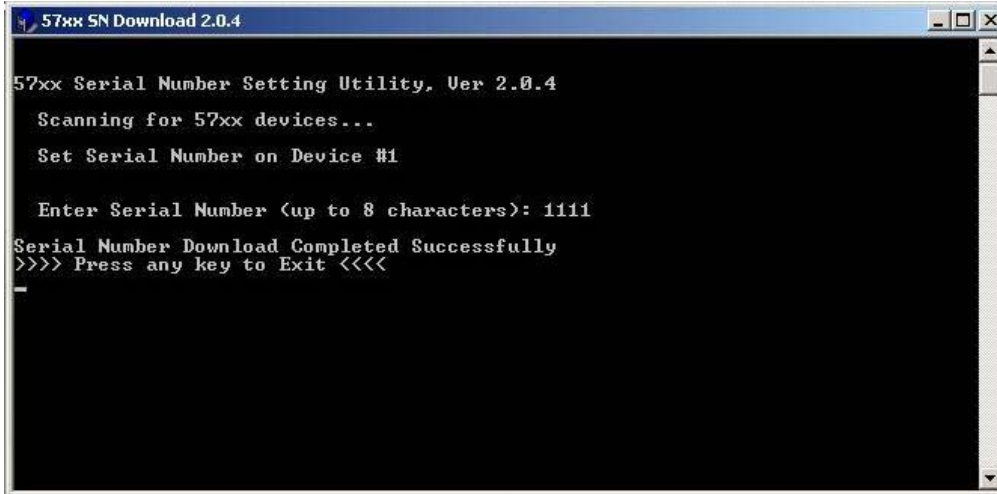 57xx SN Download 2.0.4
57xx Serial Number Setting Utility, Ver 2.0.4
Scanning for 57xx devices...
Set Serial Number on Device #1
Enter Serial Number (up to 8 characters): 1111
Serial Number Download Completed Successfully
>>>> Press any key to Exit <<<<